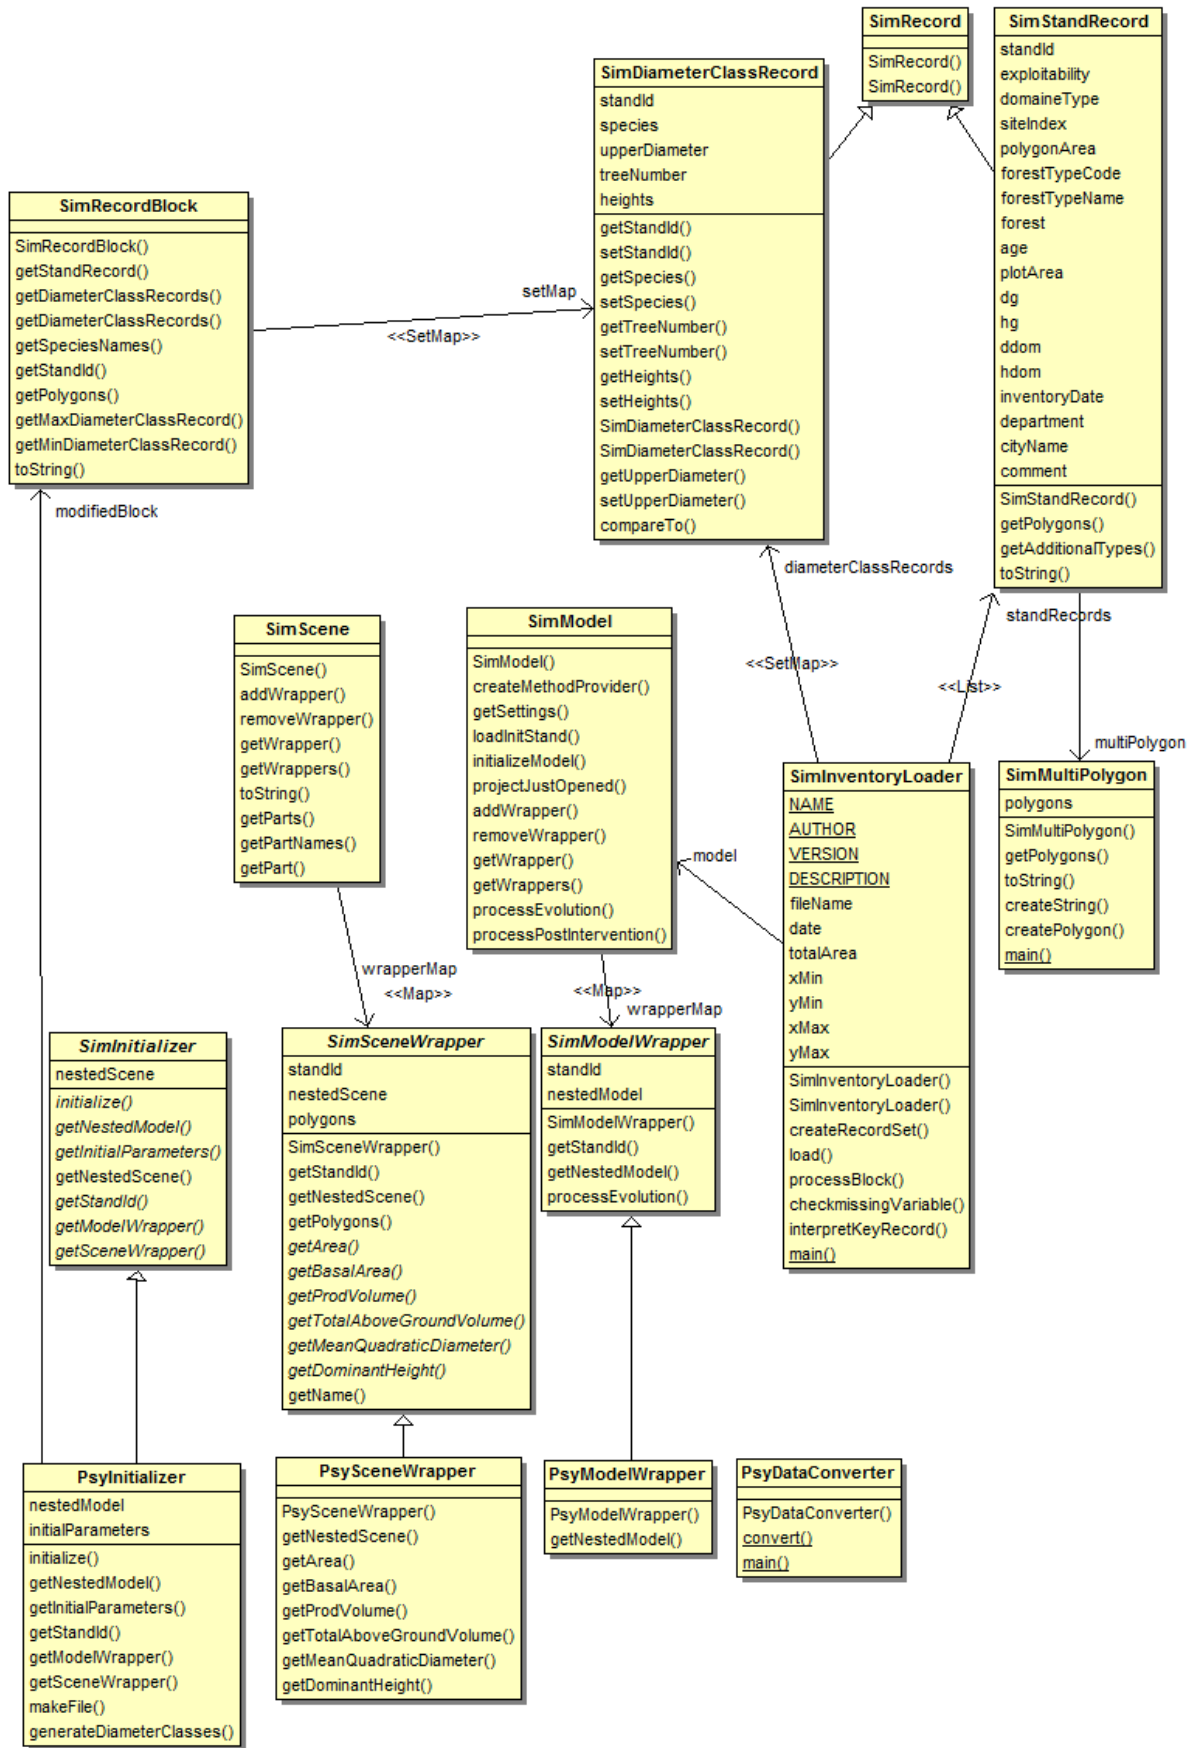 SimRecord
SimRecord()
SimRecord()
SimStandRecord
standId
exploitability
domaineType
siteIndex
polygonArea
forestTypeCode
forestTypeName
forest
age
plotArea
dg
hg
ddom
hdom
inventoryDate
department
cityName
comment
SimStandRecord()
getPolygons()
getAdditionalTypes()
toString()
SimDiameterClassRecord
standId
species
upperDiameter
treeNumber
heights
getStandId()
setStandId()
getSpecies()
setSpecies()
getTreeNumber()
setTreeNumber()
getHeights()
setHeights()
SimDiameterClassRecord()
SimDiameterClassRecord()
getUpperDiameter()
setUpperDiameter()
compareTo()
SimRecordBlock
SimRecordBlock()
getStandRecord()
getDiameterClassRecords()
getDiameterClassRecords()
getSpeciesNames()
getStandId()
getPolygons()
getMaxDiameterClassRecord()
getMinDiameterClassRecord()
toString()
setMap
<<SetMap>>
modifiedBlock
diameterClassRecords
<<SetMap>>
standRecords
<<List>>
multiPolygon
SimScene
SimScene()
addWrapper()
removeWrapper()
getWrapper()
getWrappers()
toString()
getParts()
getPartNames()
getPart()
SimModel
SimModel()
createMethodProvider()
getSettings()
loadInitStand()
initializeModel()
projectJustOpened()
addWrapper()
removeWrapper()
getWrapper()
getWrappers()
processEvolution()
processPostIntervention()
model
SimInventoryLoader
NAME
AUTHOR
VERSION
DESCRIPTION
fileName
date
totalArea
xMin
yMin
xMax
yMax
SimInventoryLoader()
SimInventoryLoader()
createRecordSet()
load()
processBlock()
checkmissingVariable()
interpretKeyRecord()
main()
SimMultiPolygon
polygons
SimMultiPolygon()
getPolygons()
toString()
createString()
createPolygon()
main()
wrapperMap
<<Map>>
<<Map>>
wrapperMap
SimInitializer
nestedScene
initialize()
getNestedModel()
getInitialParameters()
getNestedScene()
getStandId()
getModelWrapper()
getSceneWrapper()
SimSceneWrapper
standId
nestedScene
polygons
SimSceneWrapper()
getStandId()
getNestedScene()
getPolygons()
getArea()
getBasalArea()
getProdVolume()
getTotalAboveGroundVolume()
getMeanQuadraticDiameter()
getDominantHeight()
getName()
SimModelWrapper
standId
nestedModel
SimModelWrapper()
getStandId()
getNestedModel()
processEvolution()
PsyInitializer
nestedModel
initialParameters
initialize()
getNestedModel()
getInitialParameters()
getStandId()
getModelWrapper()
getSceneWrapper()
makeFile()
generateDiameterClasses()
PsySceneWrapper
PsySceneWrapper()
getNestedScene()
getArea()
getBasalArea()
getProdVolume()
getTotalAboveGroundVolume()
getMeanQuadraticDiameter()
getDominantHeight()
PsyModelWrapper
PsyModelWrapper()
getNestedModel()
PsyDataConverter
PsyDataConverter()
convert()
main()